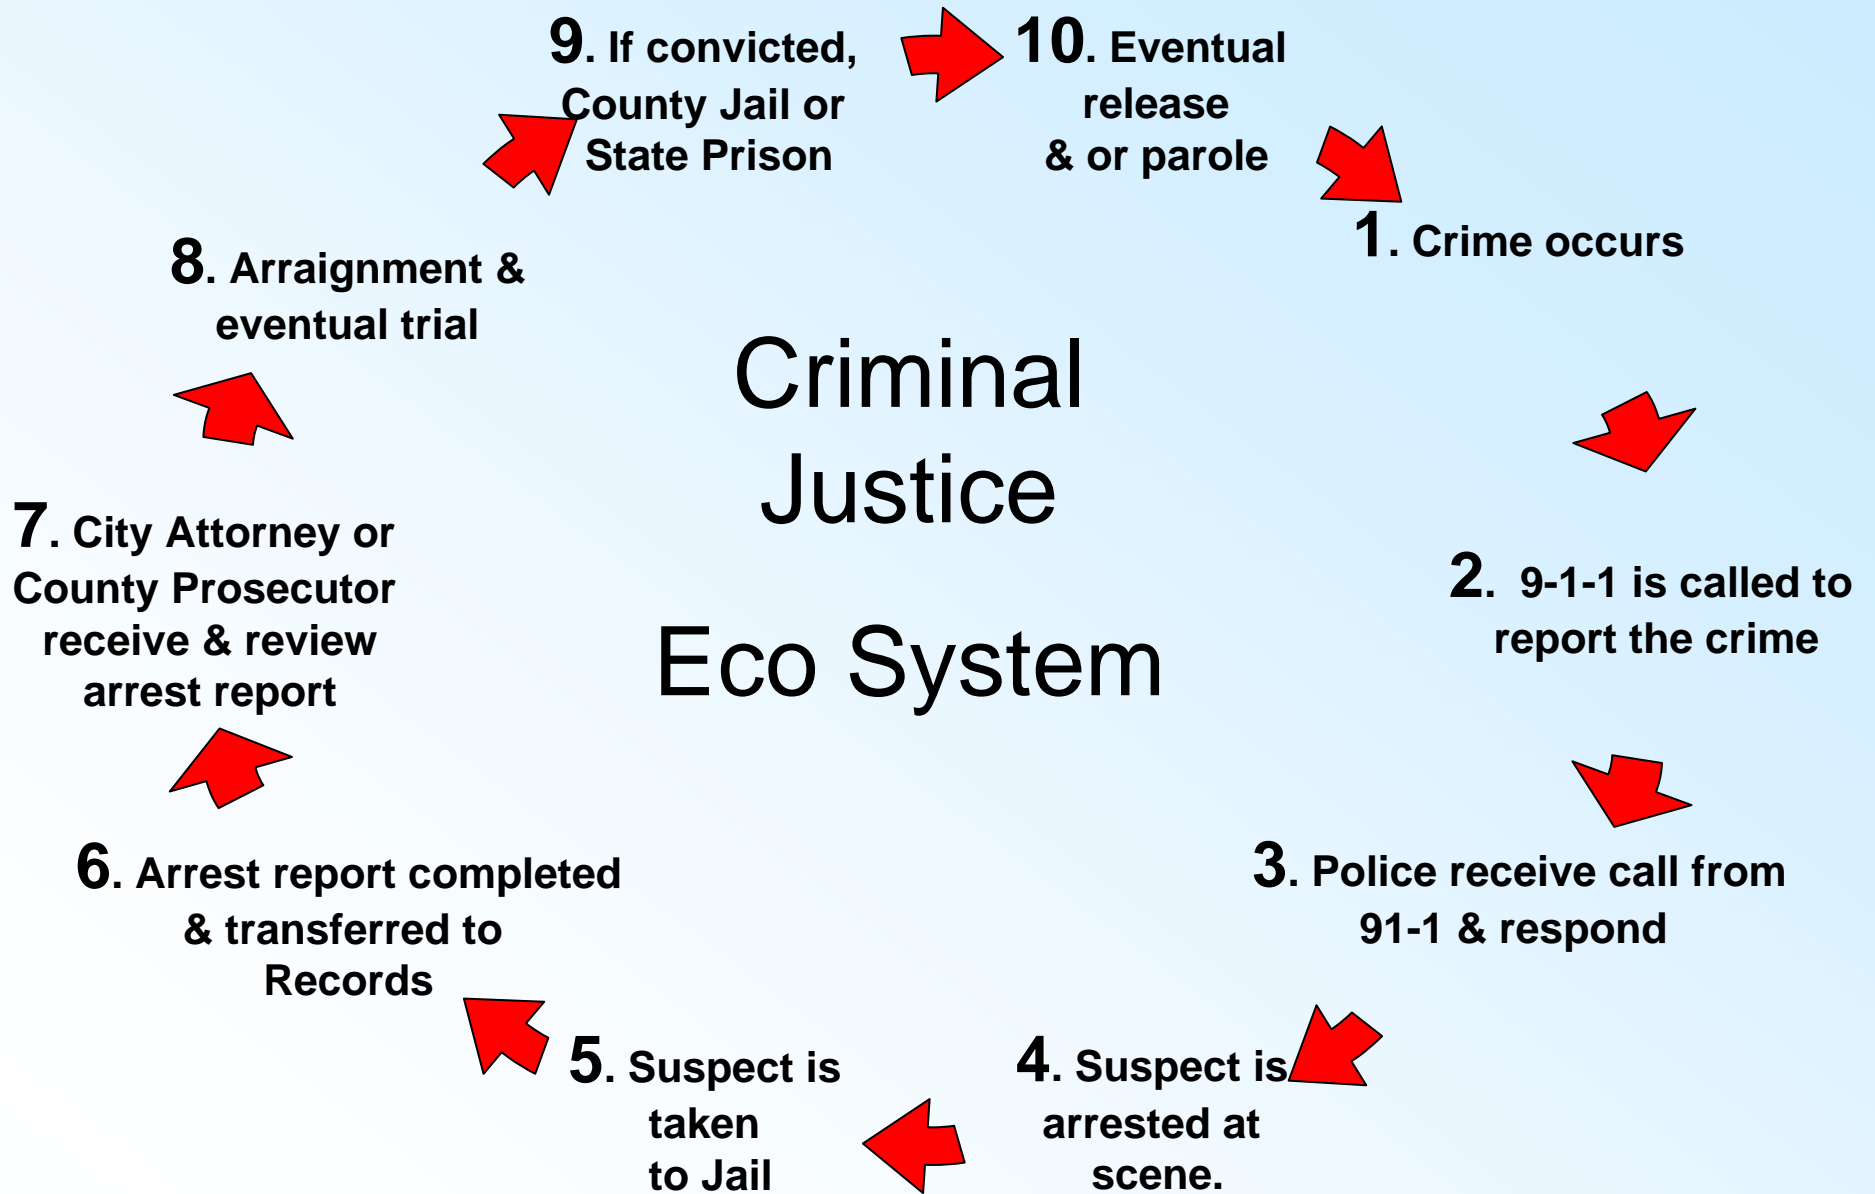 Criminal
Justice
Eco System
1. Crime occurs
2. 9-1-1 is called to
report the crime
3. Police receive call from
91-1 & respond
4. Suspect is
arrested at
scene.
5. Suspect is
taken
to Jail
6. Arrest report completed
& transferred to
Records
7. City Attorney or
County Prosecutor
receive & review
arrest report
8. Arraignment &
eventual trial
9. If convicted,
County Jail or
State Prison
10. Eventual
release
& or parole